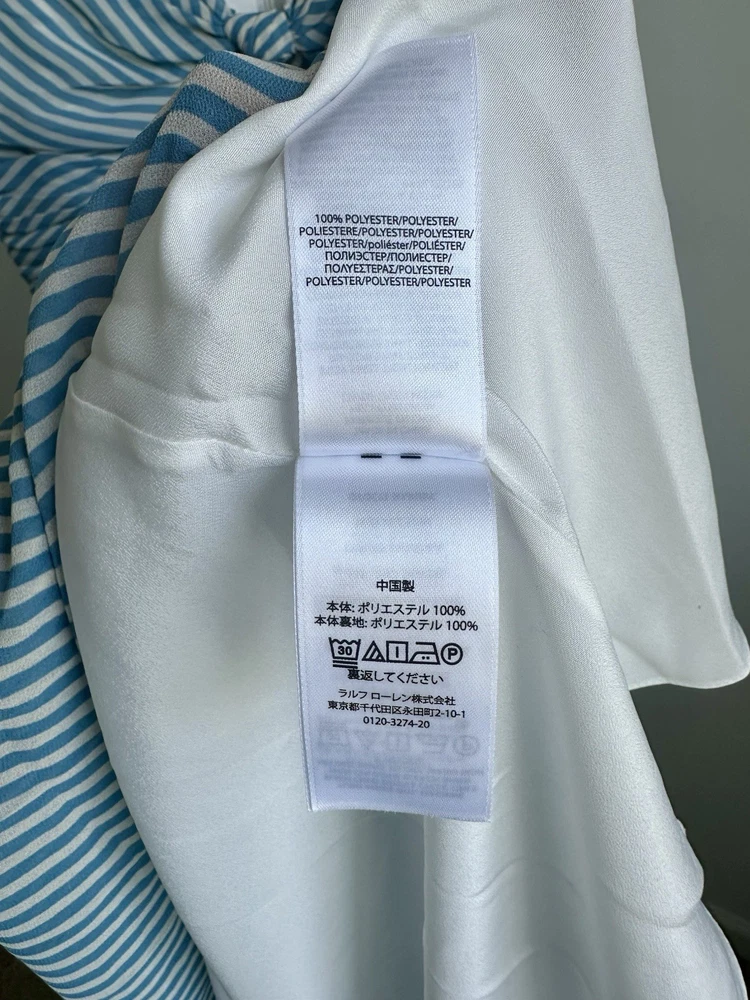 100% POLYESTER/POLYESTER/
POLIESTERE/POLYESTER/POLYESTER/
POLYESTER/poliéster/POLIÉSTER/
ПОЛИЭСТЕР/ПОЛИЕСТЕР/
ΠΟΛΥΕΣΤΕΡΑΣ/POLYESTER/
POLYESTER/POLYESTER/POLYESTER
中国製
本体: ポリエステル 100%
本体裏地: ポリエステル 100%
30 P
裏返してください
ラルフ ローレン株式会社
東京都千代田区永田町2-10-1
0120-3274-20